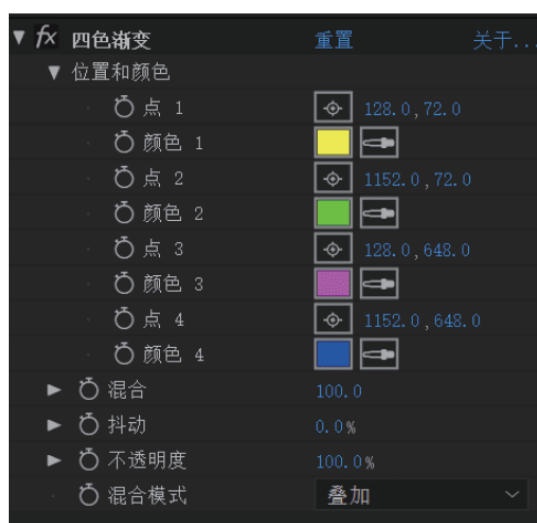 fx 四色渐变 重置 关于...
位置和颜色
点 1 128.0,72.0
颜色 1
点 2 1152.0,72.0
颜色 2
点 3 128.0,648.0
颜色 3
点 4 1152.0,648.0
颜色 4
混合 100.0
抖动 0.0%
不透明度 100.0%
混合模式 叠加